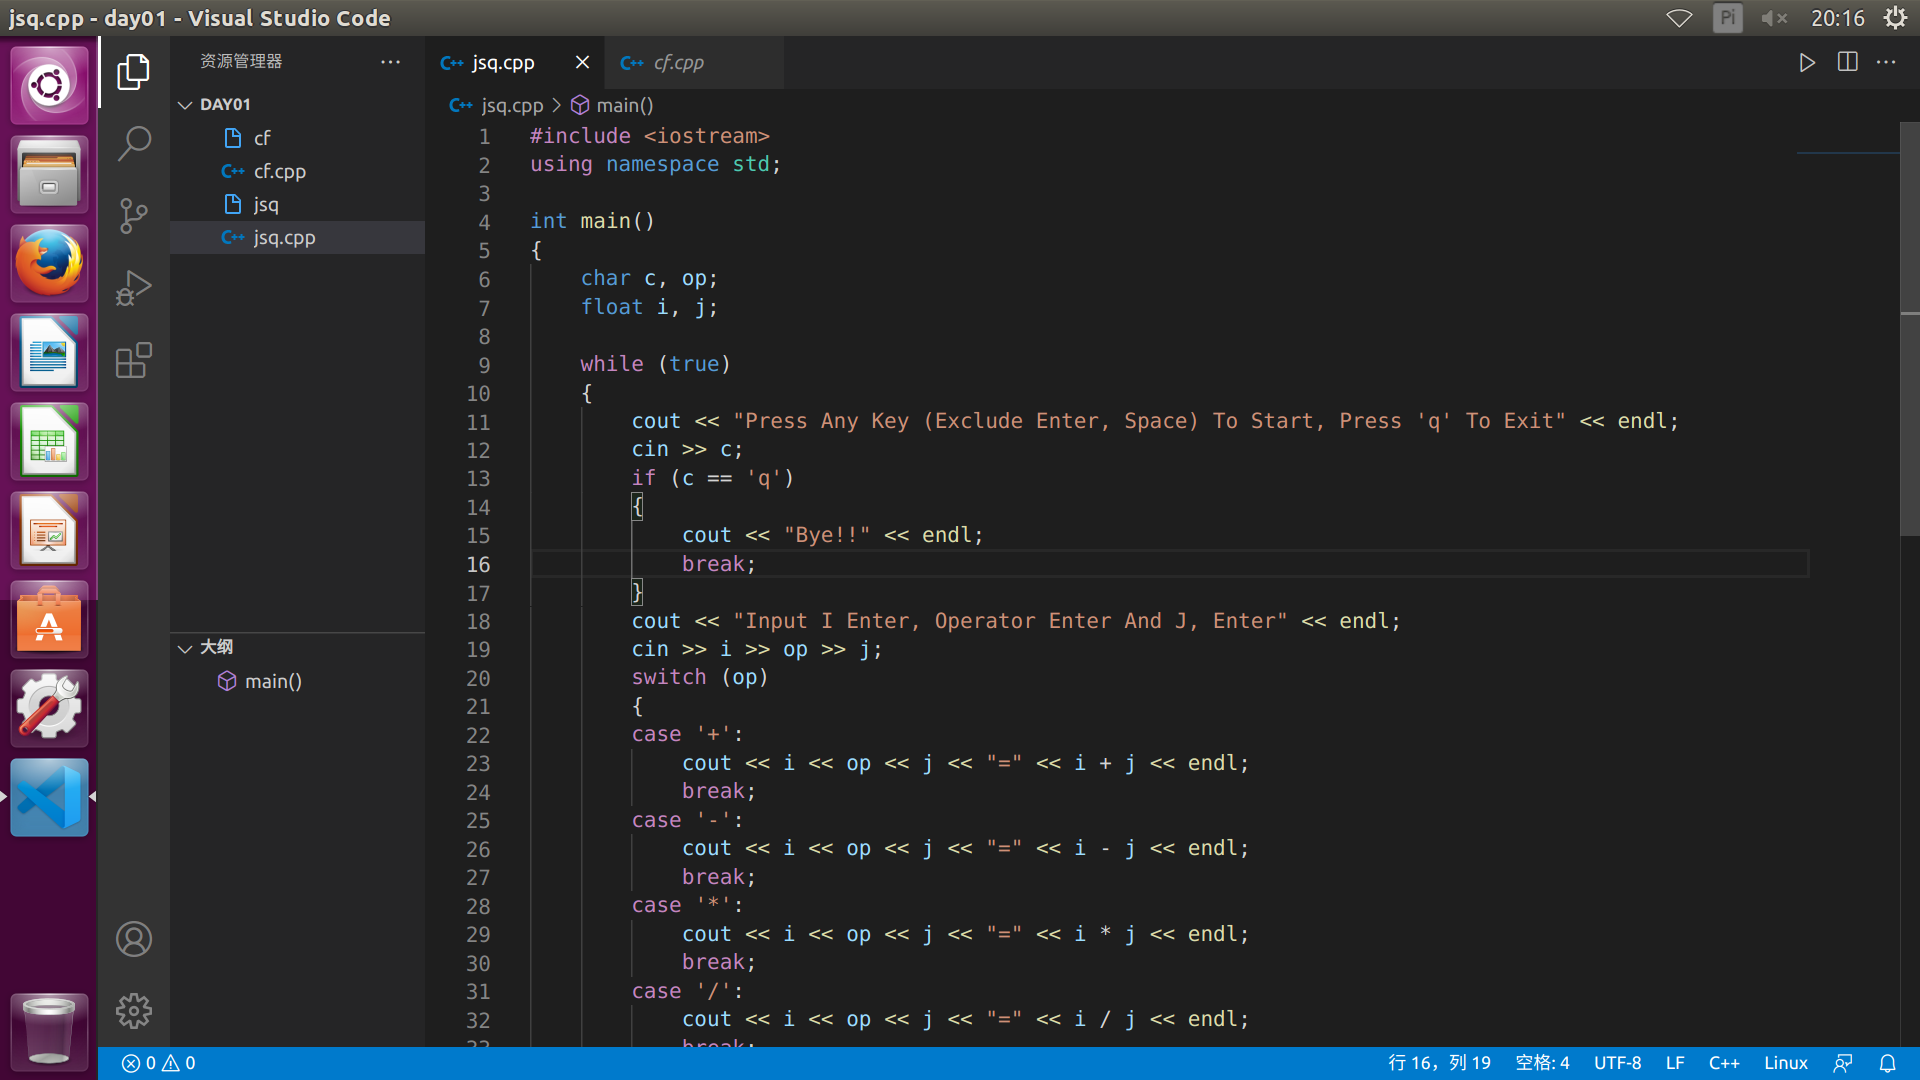 jsq.cpp - day01 - Visual Studio Code
Pi
20:16
资源管理器
DAY01
cf
C++ cf.cpp
jsq
C++ jsq.cpp
大纲
main()
C++ jsq.cpp
C++ cf.cpp
C++ jsq.cpp > main()
1 #include <iostream>
2 using namespace std;
3
4 int main()
5 {
6 char c, op;
7 float i, j;
8
9 while (true)
10 {
11 cout << "Press Any Key (Exclude Enter, Space) To Start, Press 'q' To Exit" << endl;
12 cin >> c;
13 if (c == 'q')
14 {
15 cout << "Bye!!" << endl;
16 break;
17 }
18 cout << "Input I Enter, Operator Enter And J, Enter" << endl;
19 cin >> i >> op >> j;
20 switch (op)
21 {
22 case '+':
23 cout << i << op << j << "=" << i + j << endl;
24 break;
25 case '-':
26 cout << i << op << j << "=" << i - j << endl;
27 break;
28 case '*':
29 cout << i << op << j << "=" << i * j << endl;
30 break;
31 case '/':
32 cout << i << op << j << "=" << i / j << endl;
33 break;
0 0
行 16，列 19
空格: 4
UTF-8
LF
C++
Linux